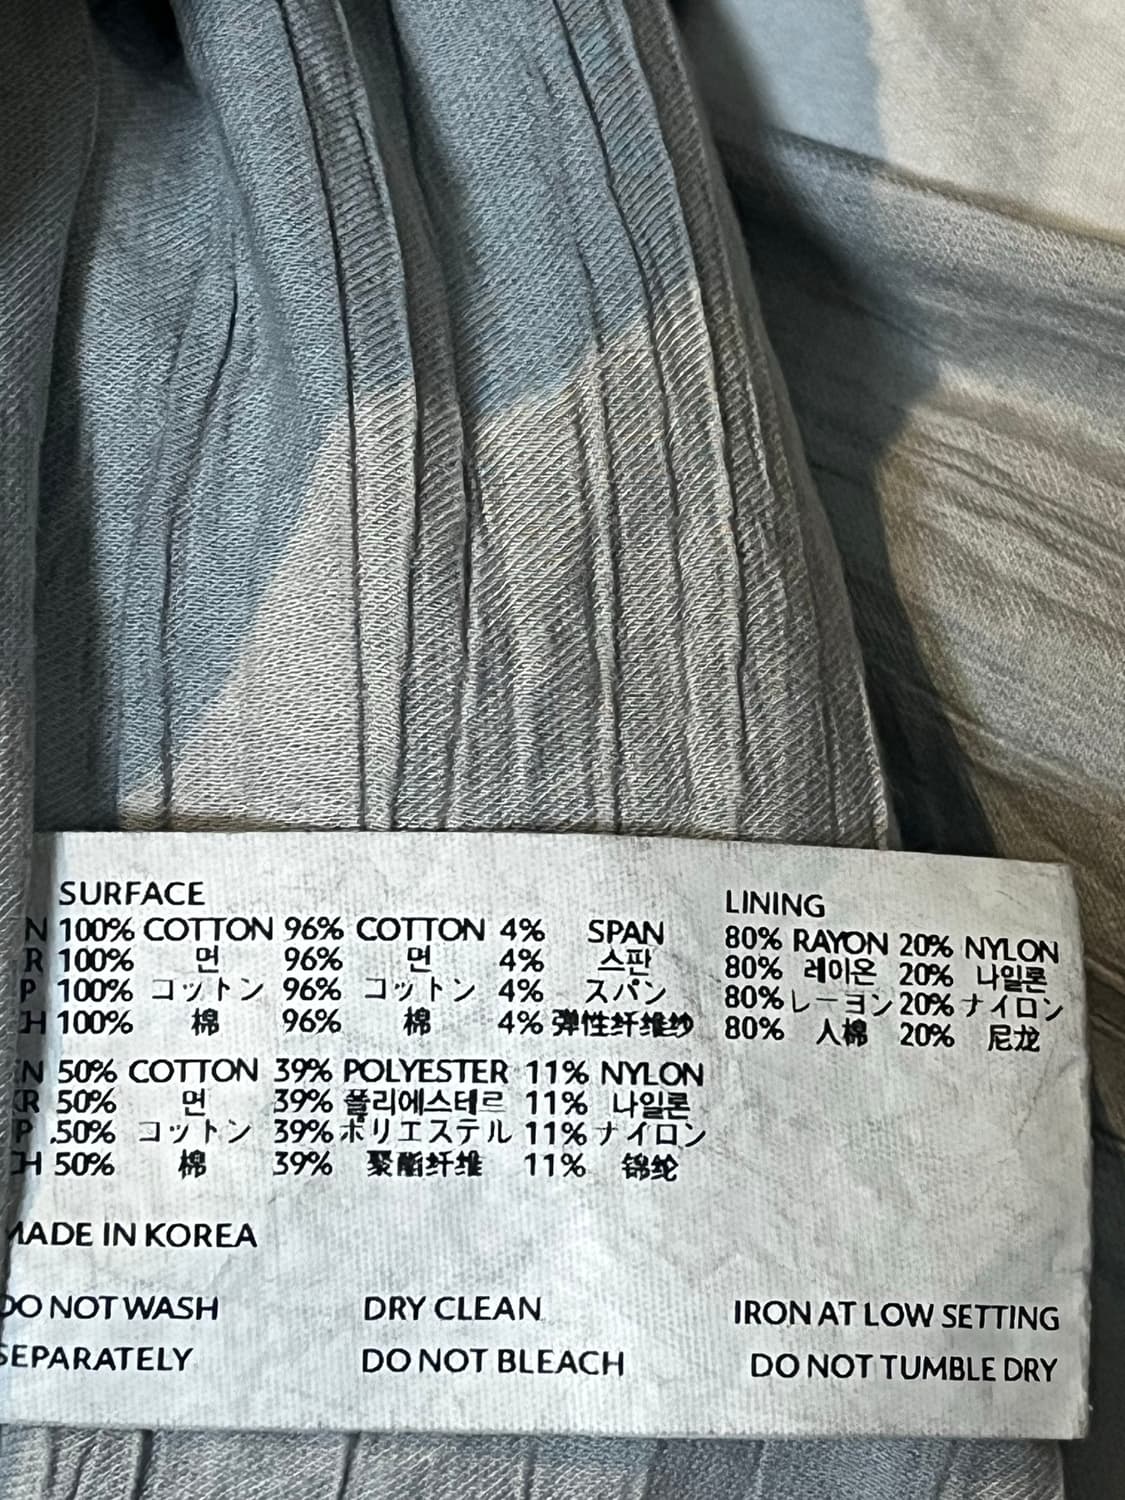 SURFACE
N 100% COTTON 96% COTTON 4% SPAN
R 100% 면 96% 면 4% 스판
P 100% コットン 96% コットン 4% スパン
CH 100% 棉 96% 棉 4% 弹性纤维纱
EN 50% COTTON 39% POLYESTER 11% NYLON
KR 50% 면 39% 폴리에스테르 11% 나일론
P .50% コットン 39% ポリエステル 11% ナイロン
CH 50% 棉 39% 聚酯纤维 11% 锦纶
LINING
80% RAYON 20% NYLON
80% 레이온 20% 나일론
80% レーヨン 20% ナイロン
80% 人棉 20% 尼龙
MADE IN KOREA
DO NOT WASH DRY CLEAN IRON AT LOW SETTING
SEPARATELY DO NOT BLEACH DO NOT TUMBLE DRY